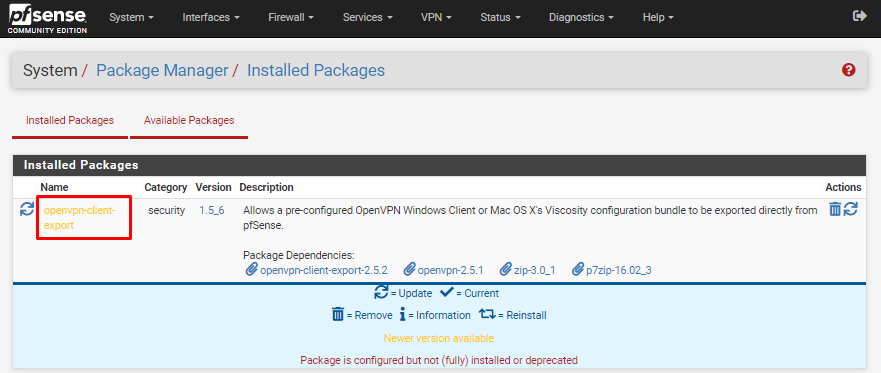 pfsense
COMMUNITY EDITION
System Interfaces Firewall Services VPN Status Diagnostics Help
System / Package Manager / Installed Packages
Installed Packages Available Packages
Installed Packages
Name Category Version Description Actions
openvpn-client-
export
security 1.5_6 Allows a pre-configured OpenVPN Windows Client or Mac OS X's Viscosity configuration bundle to be exported directly from
pfSense.
Package Dependencies:
openvpn-client-export-2.5.2 openvpn-2.5.1 zip-3.0_1 p7zip-16.02_3
= Update = Current
= Remove = Information = Reinstall
Newer version available
Package is configured but not (fully) installed or deprecated